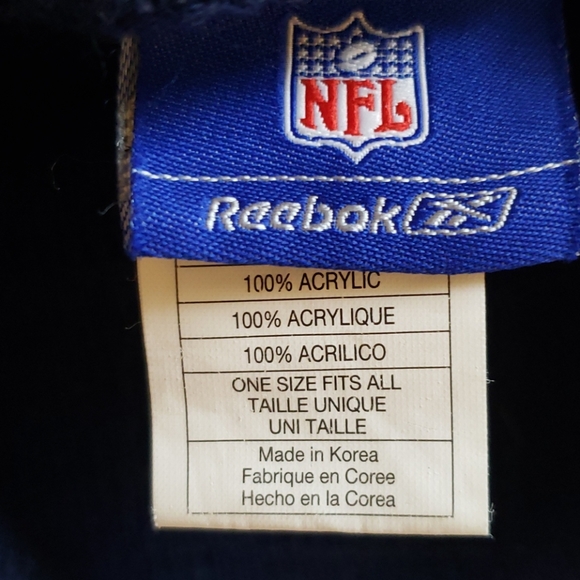 NFL
Reebok
100% ACRYLIC
100% ACRYLIQUE
100% ACRILICO
ONE SIZE FITS ALL
TAILLE UNIQUE
UNI TAILLE
Made in Korea
Fabrique en Coree
Hecho en la Corea